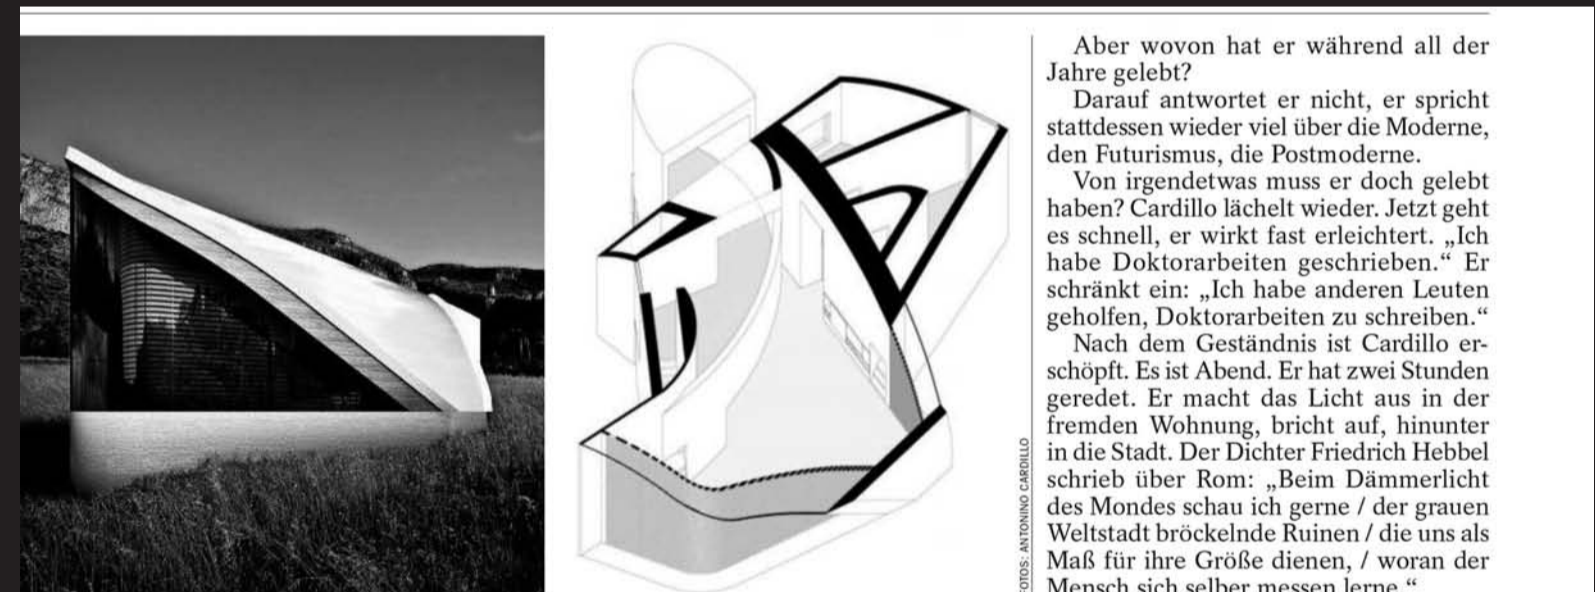 Aber wovon hat er während all der
Jahre gelebt?
Darauf antwortet er nicht, er spricht
stattdessen wieder viel über die Moderne,
den Futurismus, die Postmoderne.
Von irgendetwas muss er doch gelebt
haben? Cardillo lächelt wieder. Jetzt geht
es schnell, er wirkt fast erleichtert. „Ich
habe Doktorarbeiten geschrieben.“ Er
schränkt ein: „Ich habe anderen Leuten
geholfen, Doktorarbeiten zu schreiben.“
Nach dem Geständnis ist Cardillo er-
schöpft. Es ist Abend. Er hat zwei Stunden
geredet. Er macht das Licht aus in der
fremden Wohnung, bricht auf, hinunter
in die Stadt. Der Dichter Friedrich Hebbel
schrieb über Rom: „Beim Dämmerlicht
des Mondes schau ich gerne / der grauen
Weltstadt bröckelnde Ruinen / die uns als
Maß für ihre Größe dienen, / woran der
Mensch sich selber messen lerne.“
OTOS: ANTONINO CARDILLO